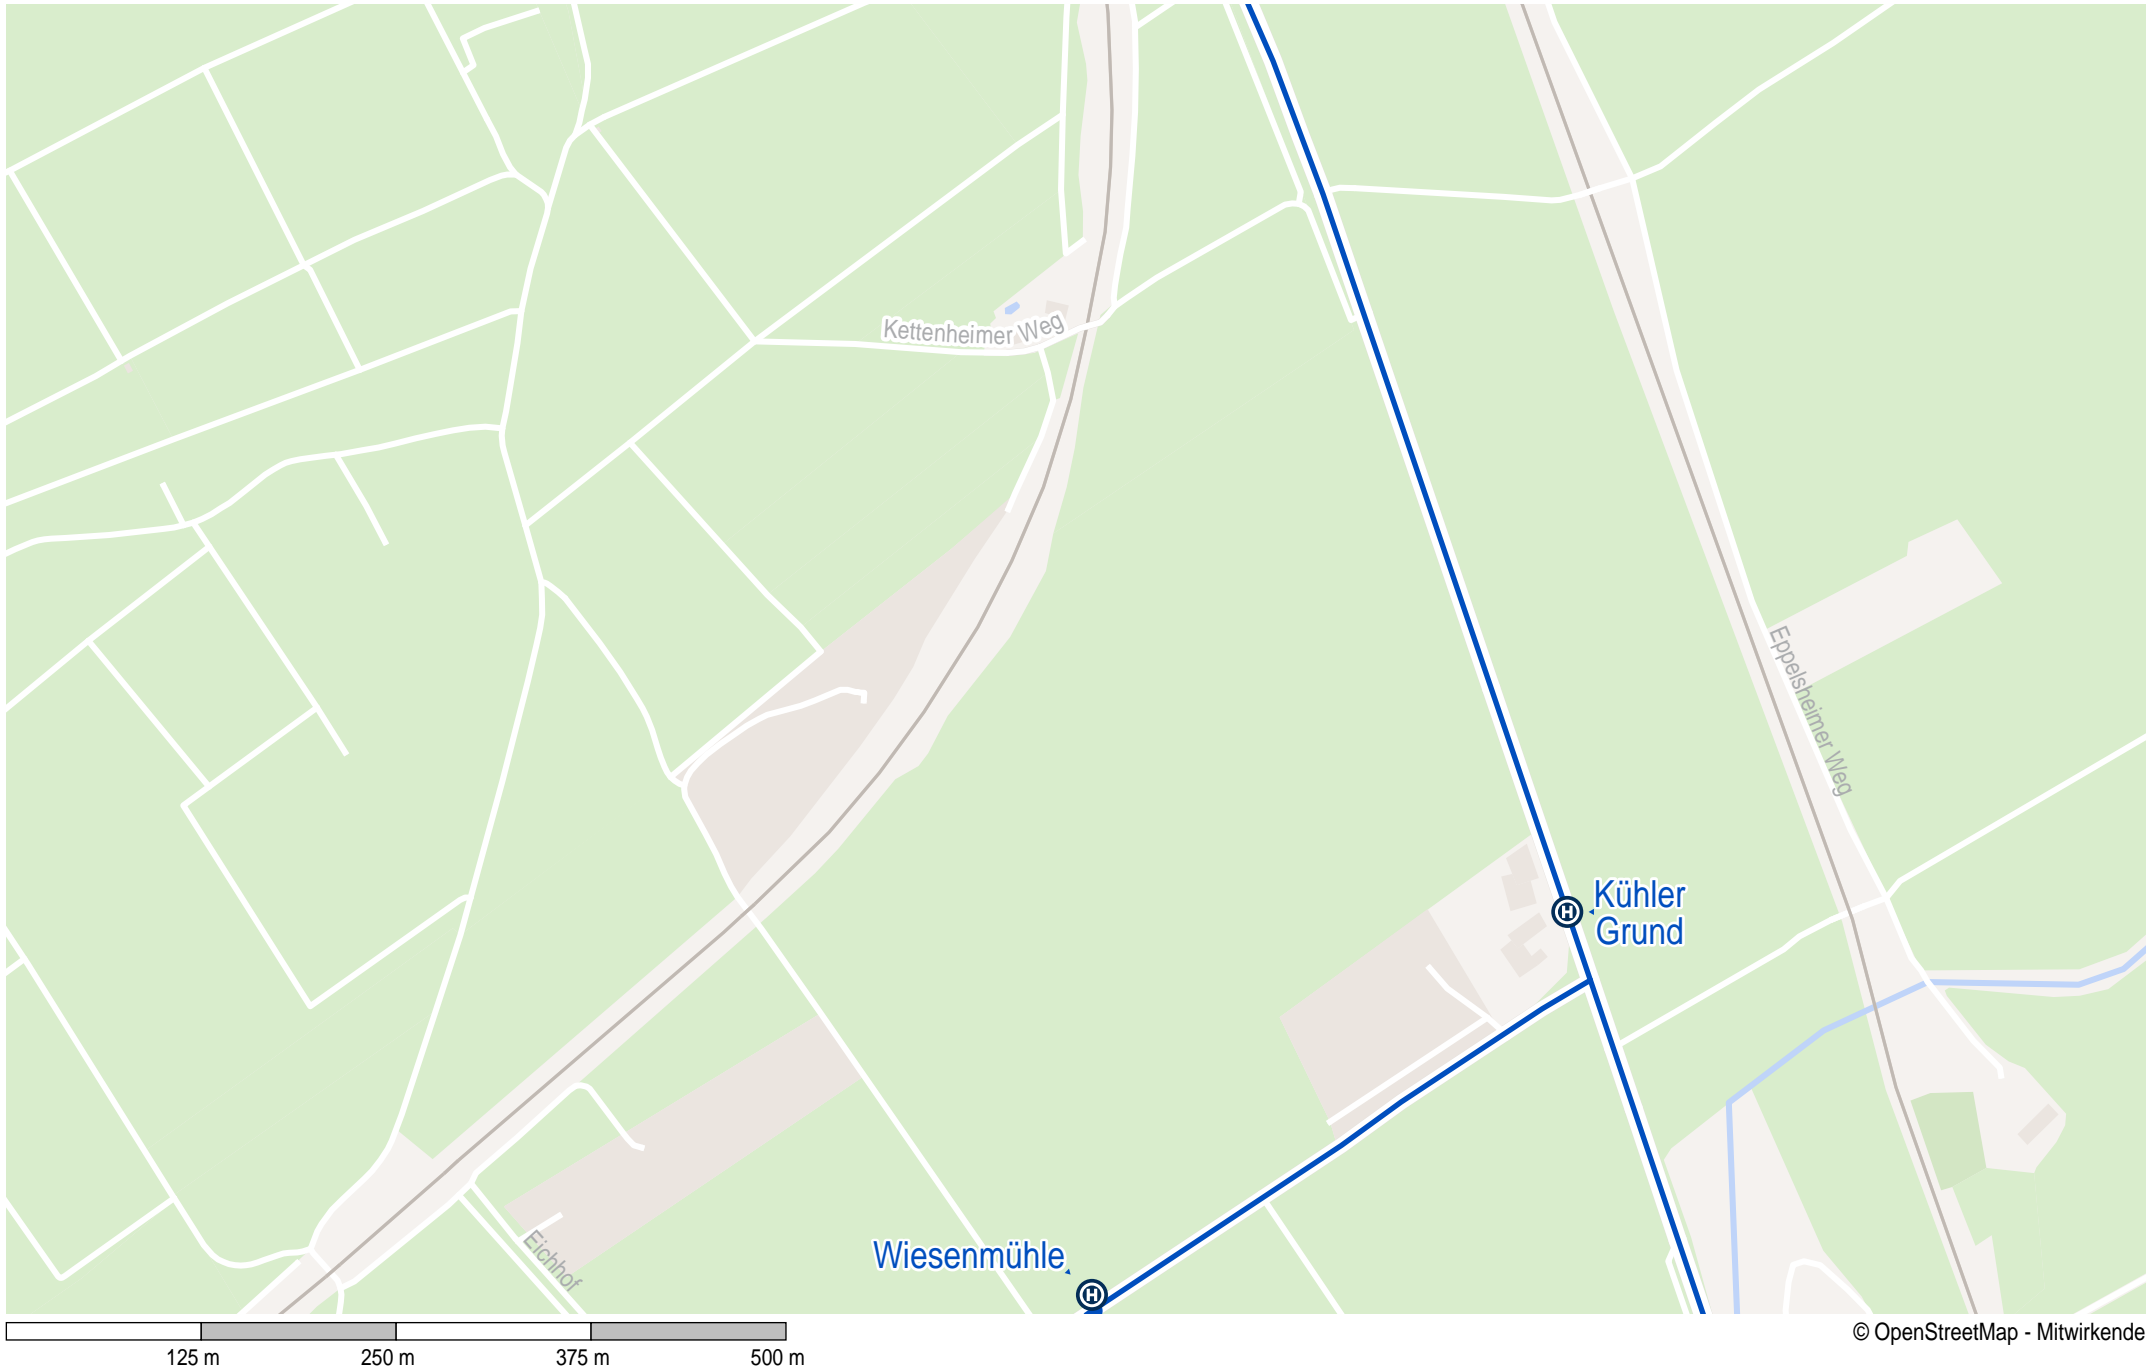 Kettenheimer Weg
Eppelsheimer Weg
H
Kühler
Grund
Eichhof
Wiesenmühle
H
© OpenStreetMap - Mitwirkende
125 m
250 m
375 m
500 m